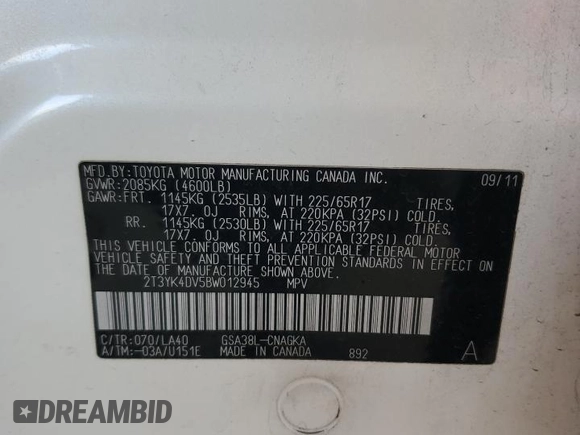 MFD.BY:TOYOTA MOTOR MANUFACTURING CANADA INC. 09/11
GVWR:2085KG (4600LB)
GAWR:FRT. 1145KG (2535LB) WITH 225/65R17 TIRES,
17X7.0J RIMS, AT 220KPA (32PSI) COLD.
RR. 1145KG (2530LB) WITH 225/65R17 TIRES,
17X7.0J RIMS, AT 220KPA (32PSI) COLD.
THIS VEHICLE CONFORMS TO ALL APPLICABLE FEDERAL MOTOR
VEHICLE SAFETY AND THEFT PREVENTION STANDARDS IN EFFECT ON
THE DATE OF MANUFACTURE SHOWN ABOVE.
2T3YK4DV5BW012945 MPV
C/TR:070/LA40 GSA38L-CNAGKA
A/TM:-03A/U151E MADE IN CANADA 892 A
DREAMBID